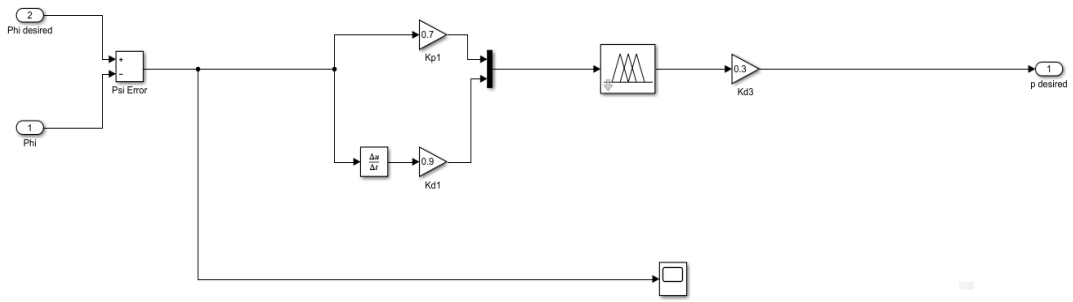 2
Phi desired
+
−
Psi Error
1
Phi
0.7
Kp1
Δu
Δt
0.9
Kd1
0.3
Kd3
1
p desired